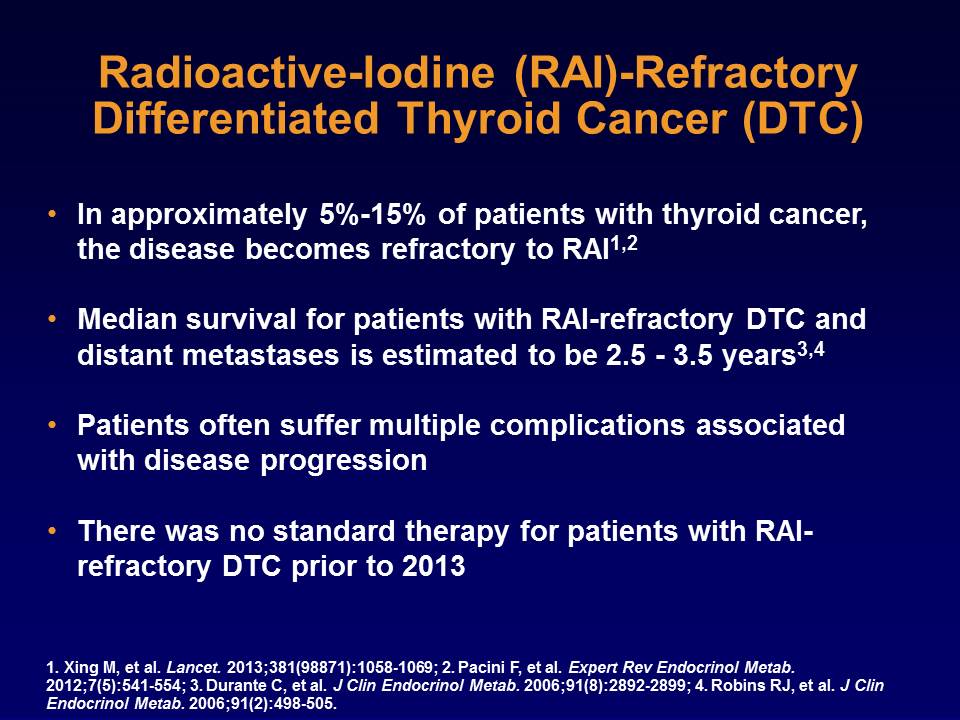 Radioactive-Iodine (RAI)-Refractory
Differentiated Thyroid Cancer (DTC)
• In approximately 5%-15% of patients with thyroid cancer,
the disease becomes refractory to RAI1,2
• Median survival for patients with RAI-refractory DTC and
distant metastases is estimated to be 2.5 - 3.5 years3,4
• Patients often suffer multiple complications associated
with disease progression
• There was no standard therapy for patients with RAI-
refractory DTC prior to 2013
1. Xing M, et al. Lancet. 2013;381(98871):1058-1069; 2. Pacini F, et al. Expert Rev Endocrinol Metab.
2012;7(5):541-554; 3. Durante C, et al. J Clin Endocrinol Metab. 2006;91(8):2892-2899; 4. Robins RJ, et al. J Clin
Endocrinol Metab. 2006;91(2):498-505.